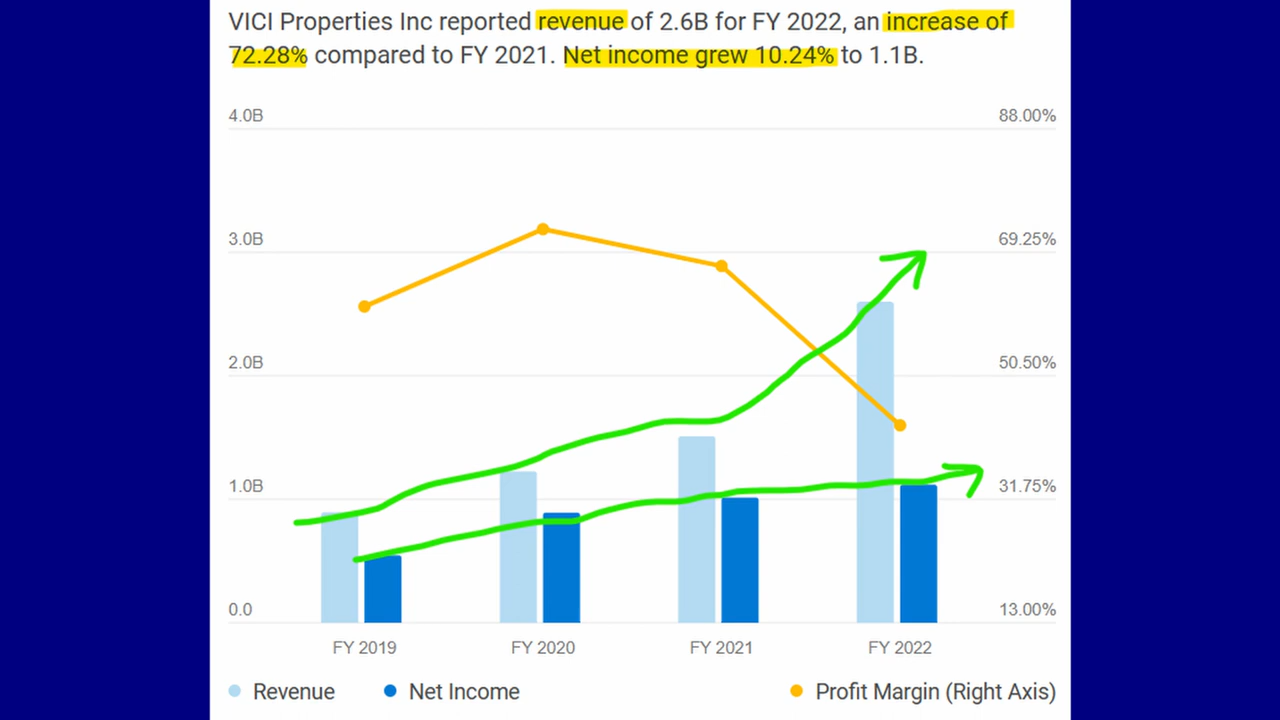 VICI Properties Inc reported revenue of 2.6B for FY 2022, an increase of
72.28% compared to FY 2021. Net income grew 10.24% to 1.1B.
4.0B 88.00%
3.0B 69.25%
2.0B 50.50%
1.0B 31.75%
0.0 13.00%
FY 2019 FY 2020 FY 2021 FY 2022
Revenue Net Income Profit Margin (Right Axis)